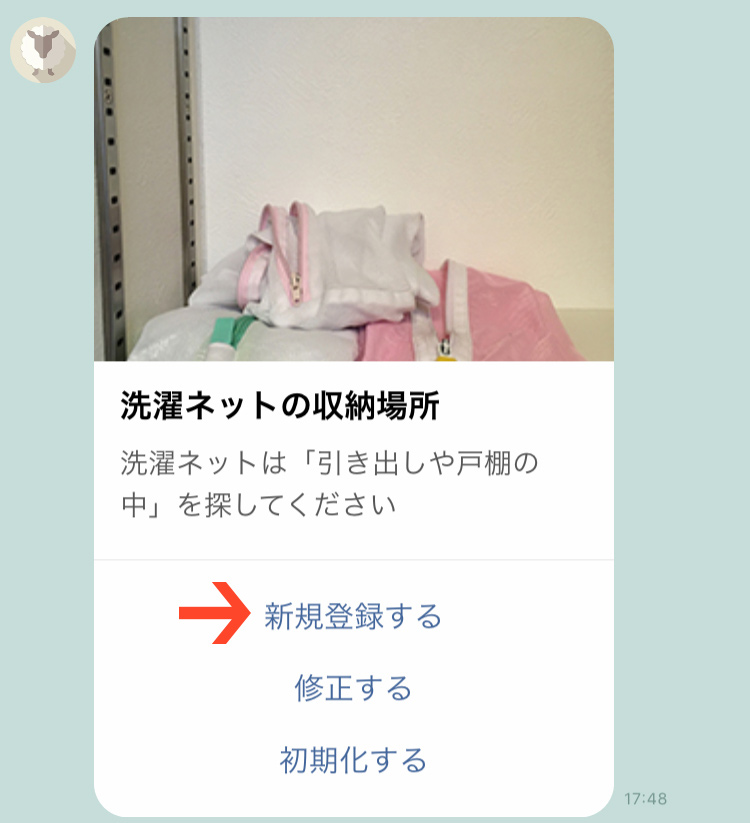 洗濯ネットの収納場所
洗濯ネットは「引き出しや戸棚の
中」を探してください
新規登録する
修正する
初期化する
17:48